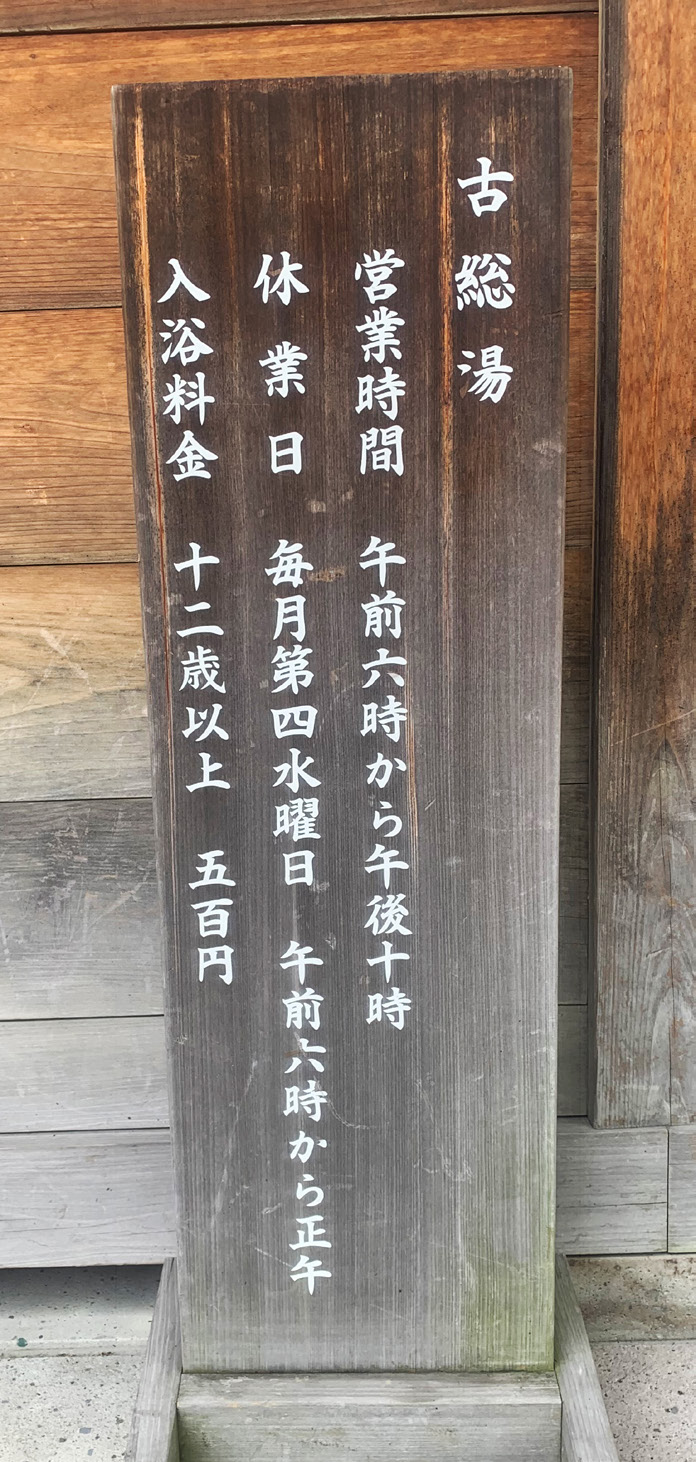 古総湯
営業時間 午前六時から午後十時
休業日 毎月第四水曜日 午前六時から正午
入浴料金 十二歳以上 五百円